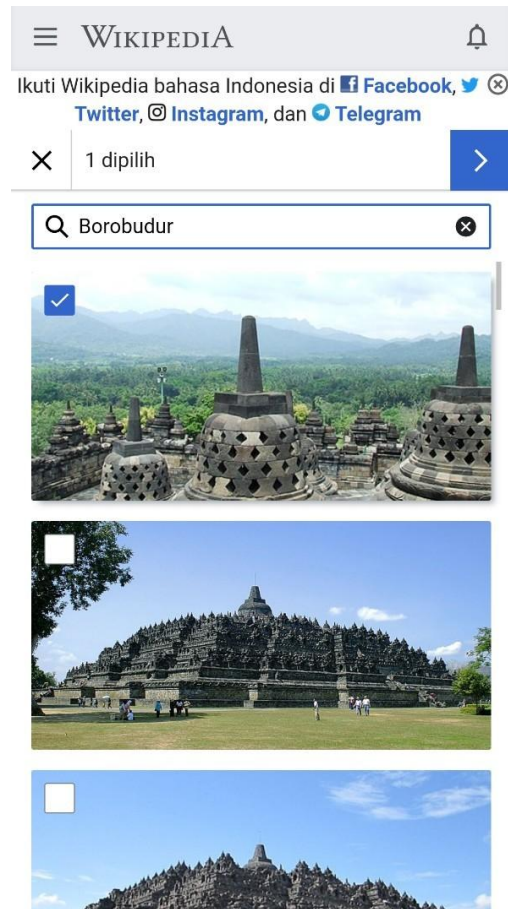 WIKIPEDIA
Ikuti Wikipedia bahasa Indonesia di Facebook,
Twitter, Instagram, dan Telegram
1 dipilih
Borobudur